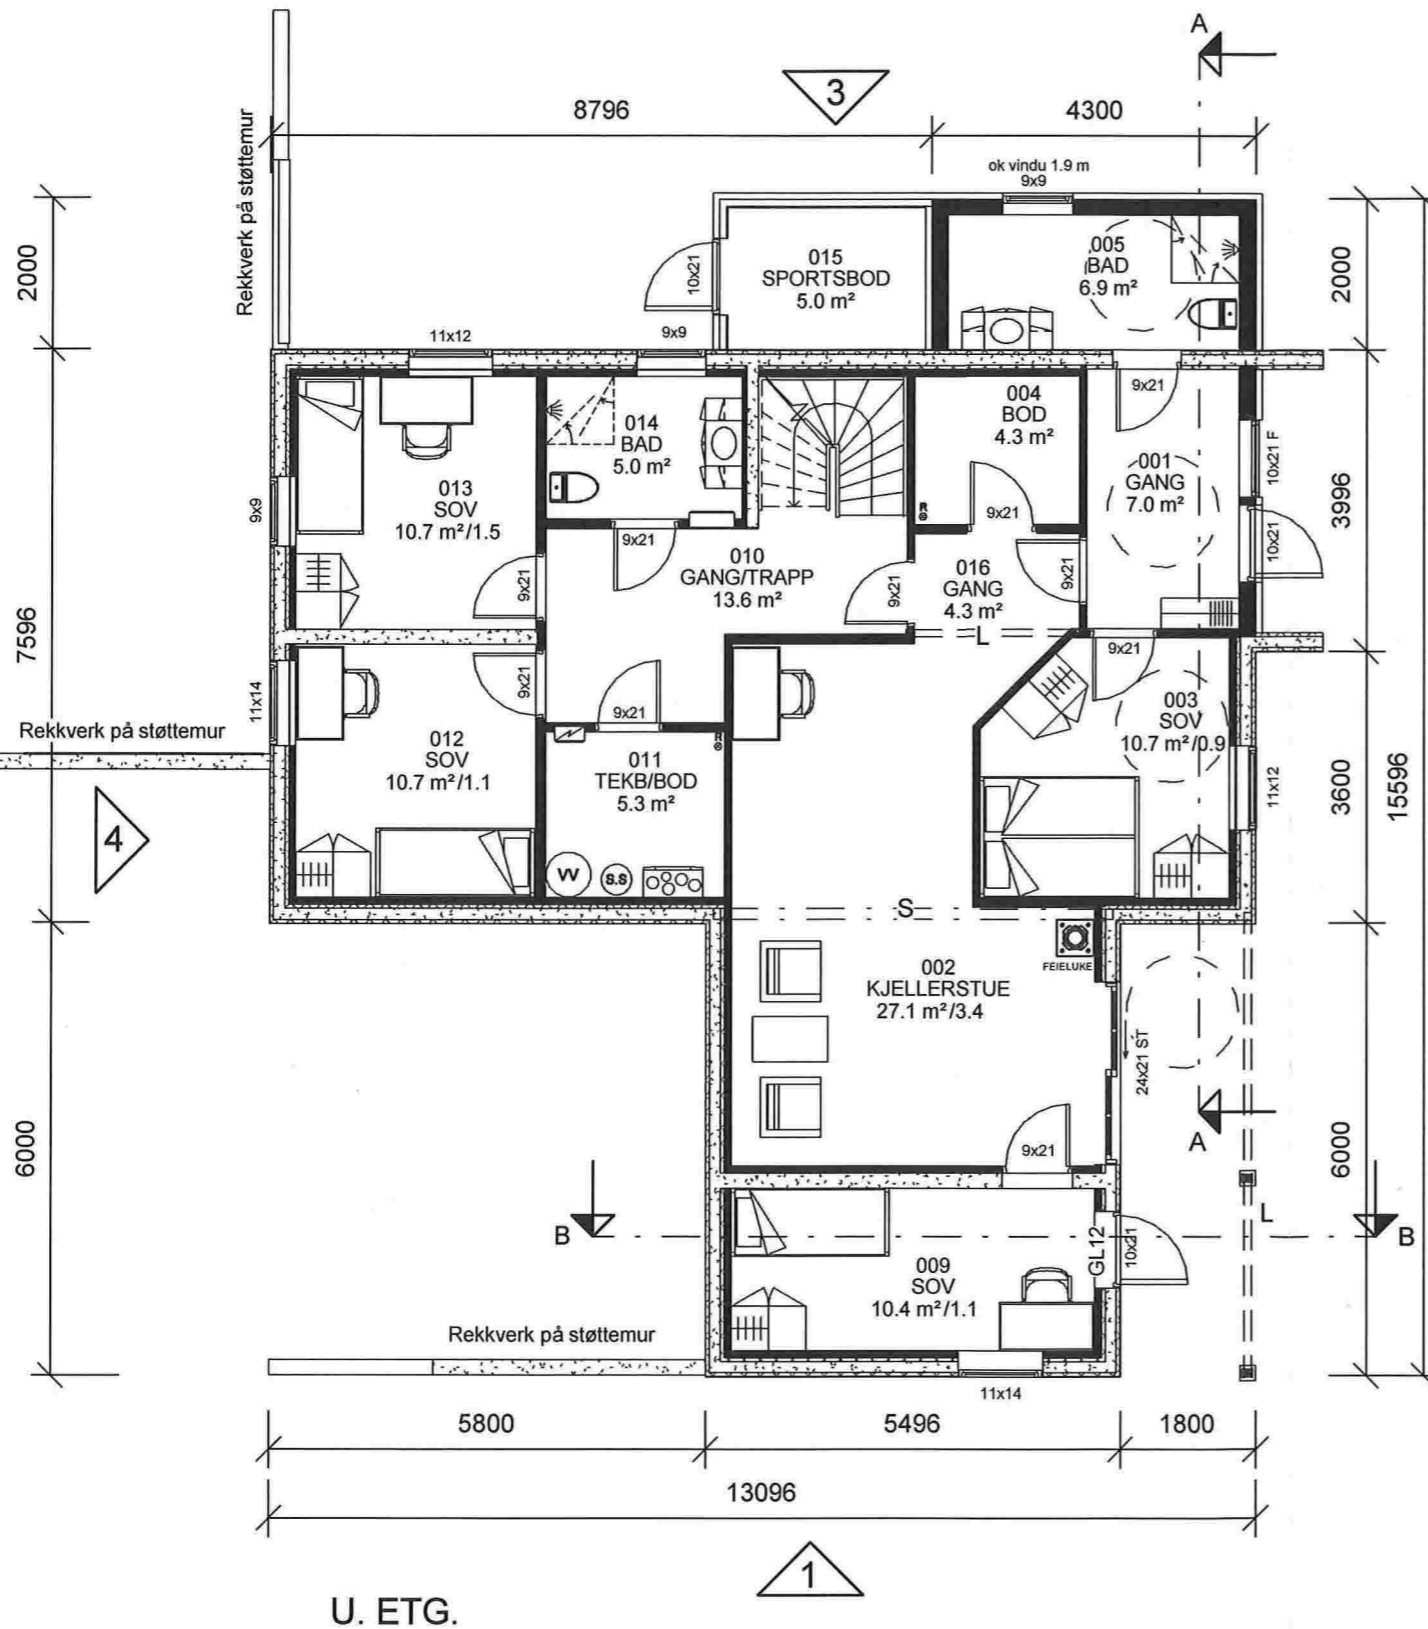 A
3
8796
4300
Rekkverk på støttemur
ok vindu 1.9 m
9x9
2000
10x21
015
SPORTSBOD
5.0 m²
005
BAD
6.9 m²
2000
11x12
9x9
9x21
004
BOD
4.3 m²
014
BAD
5.0 m²
10x21 F
001
GANG
7.0 m²
013
SOV
10.7 m²/1.5
9x9
3996
R
9x21
9x21
10x21
010
GANG/TRAPP
13.6 m²
016
GANG
4.3 m²
9x21
9x21
9x21
L
7596
9x21
9x21
9x21
003
SOV
10.7 m²/0.9
11x14
Rekkverk på støttemur
012
SOV
10.7 m²/1.1
R
011
TEKB/BOD
5.3 m²
11x12
3600
15596
4
VV
S.S
S
FEIELUKE
002
KJELLERSTUE
27.1 m²/3.4
24x21 ST
A
6000
9x21
6000
B
L
B
GL12
10x21
009
SOV
10.4 m²/1.1
Rekkverk på støttemur
11x14
5800
5496
1800
13096
1
U. ETG.